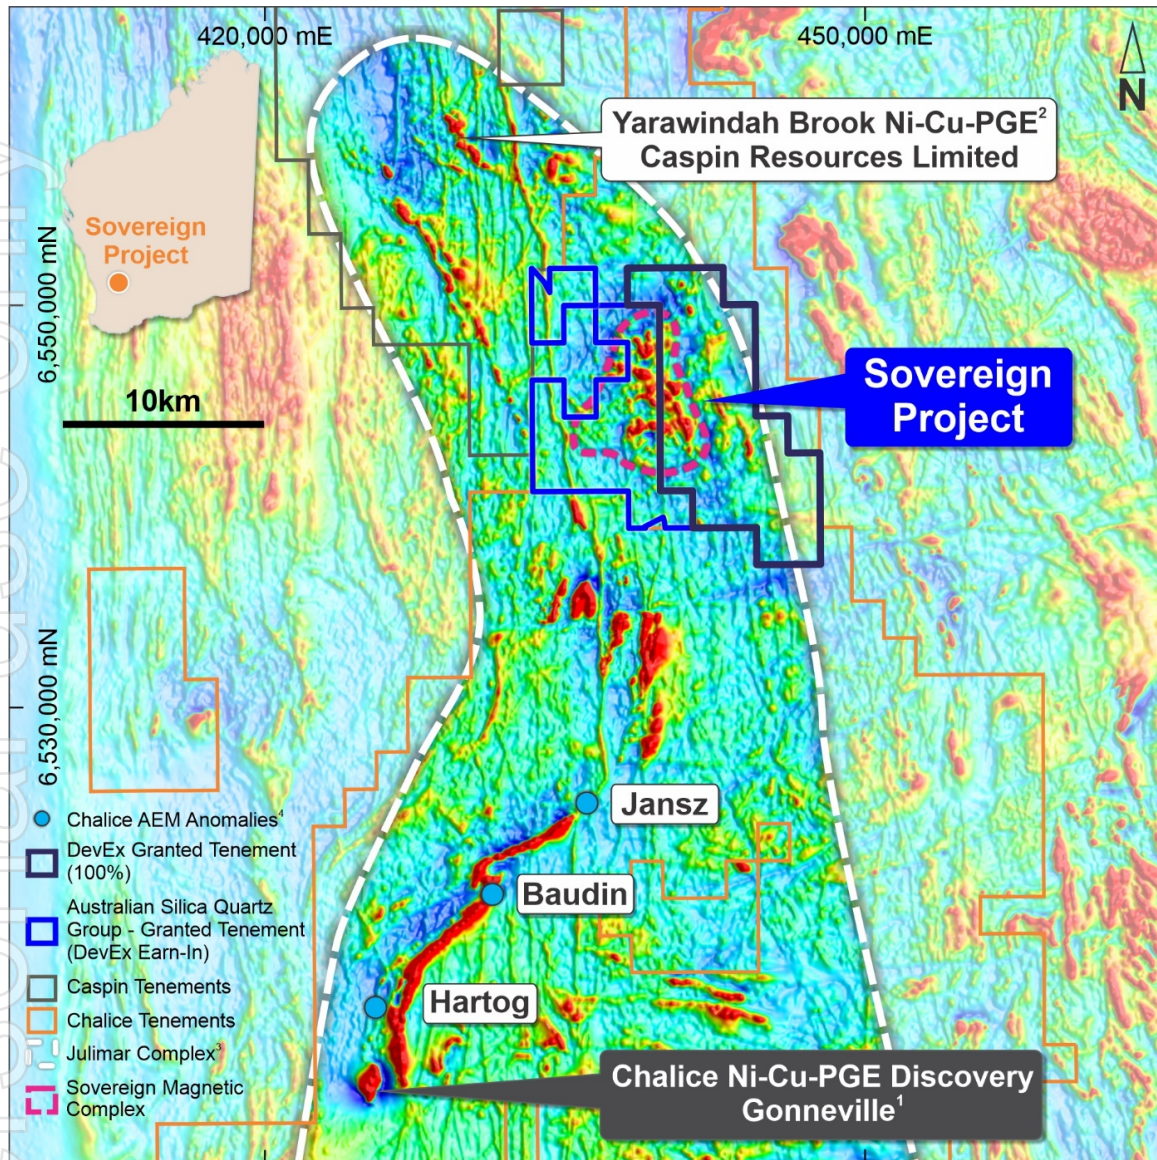 420,000 mE
450,000 mE
N
Yarawindah Brook Ni-Cu-PGE²
Caspin Resources Limited
Sovereign
Project
6,550,000 mN
10km
Sovereign
Project
6,530,000 mN
Jansz
Baudin
Hartog
Chalice Ni-Cu-PGE Discovery
Gonneville¹
Chalice AEM Anomalies⁴
DevEx Granted Tenement
(100%)
Australian Silica Quartz
Group - Granted Tenement
(DevEx Earn-In)
Caspin Tenements
Chalice Tenements
Julimar Complex³
Sovereign Magnetic
Complex